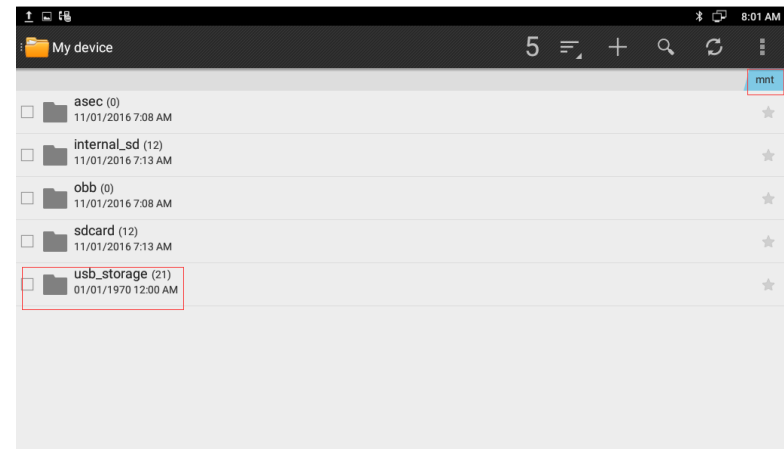 8:01 AM
My device
5
mnt
asec (0)
11/01/2016 7:08 AM
internal_sd (12)
11/01/2016 7:13 AM
obb (0)
11/01/2016 7:08 AM
sdcard (12)
11/01/2016 7:13 AM
usb_storage (21)
01/01/1970 12:00 AM